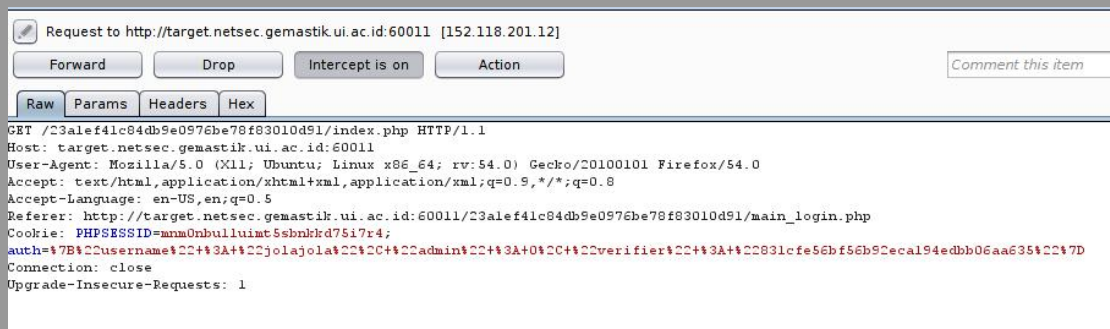 Request to http://target.netsec.gemastik.ui.ac.id:60011 [152.118.201.12]
Forward Drop Intercept is on Action Comment this item
Raw Params Headers Hex
GET /23a1ef41c84db9e0976be78f83010d91/index.php HTTP/1.1
Host: target.netsec.gemastik.ui.ac.id:60011
User-Agent: Mozilla/5.0 (X11; Ubuntu; Linux x86_64; rv:54.0) Gecko/20100101 Firefox/54.0
Accept: text/html,application/xhtml+xml,application/xml;q=0.9,*/*;q=0.8
Accept-Language: en-US,en;q=0.5
Referer: http://target.netsec.gemastik.ui.ac.id:60011/23a1ef41c84db9e0976be78f83010d91/main_login.php
Cookie: PHPSESSID=mnm0nbulluimt5sbnkkd75i7r4;
auth=%7B%22username%22+%3A+%22jolajola%22%2C+%22admin%22+%3A+0%2C+%22verifier%22+%3A+%22831cfe56bf56b92eca194edbb06aa635%22%7D
Connection: close
Upgrade-Insecure-Requests: 1